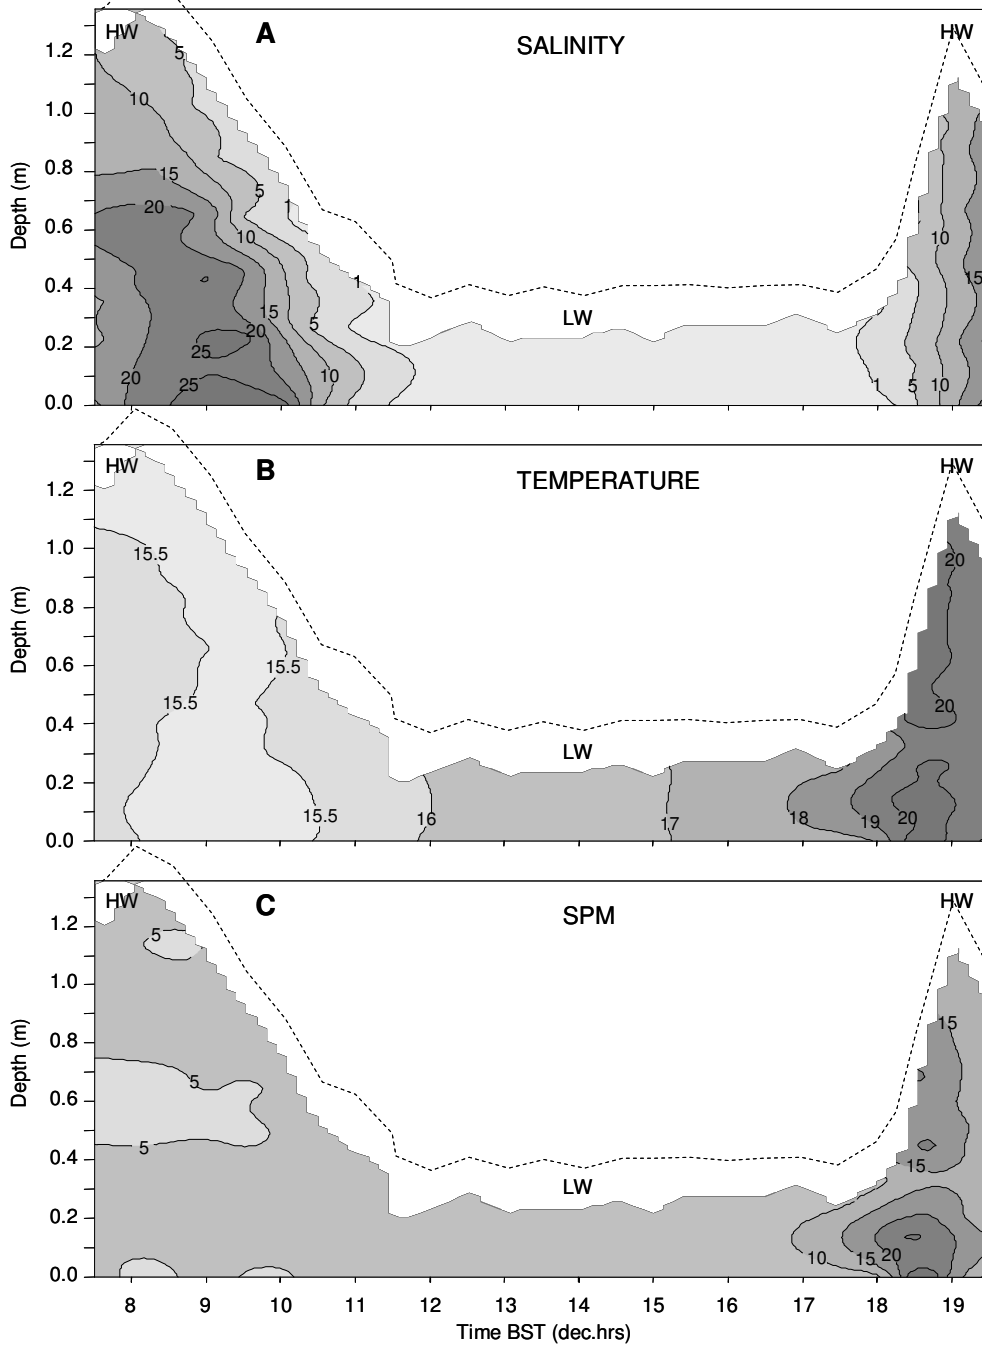 HW A SALINITY HW
5
1.2
10
1.0
0.8 15
5
20 1
0.6 10 10
Depth (m)
0.4 1 15
15 LW
5
20
0.2 25
20 25 10 1 5 10
0.0
HW B TEMPERATURE HW
1.2
1.0 15.5 20
0.8
0.6 15.5
Depth (m)
15.5 20
0.4
LW
0.2
15.5 16 17 18 19 20
0.0
HW C SPM HW
1.2 5
1.0
15
0.8
5
0.6
Depth (m)
5
0.4 15
LW
0.2
10 15 20
0.0
8 9 10 11 12 13 14 15 16 17 18 19
Time BST (dec.hrs)